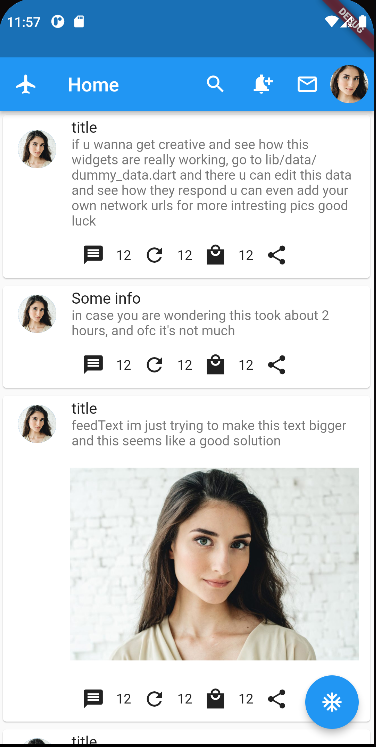 11:57
DEBUG
Home
title
if u wanna get creative and see how this
widgets are really working, go to lib/data/
dummy_data.dart and there u can edit this data
and see how they respond u can even add your
own network urls for more intresting pics good
luck
12 12 12
Some info
in case you are wondering this took about 2
hours, and ofc it's not much
12 12 12
title
feedText im just trying to make this text bigger
and this seems like a good solution
12 12 12
title